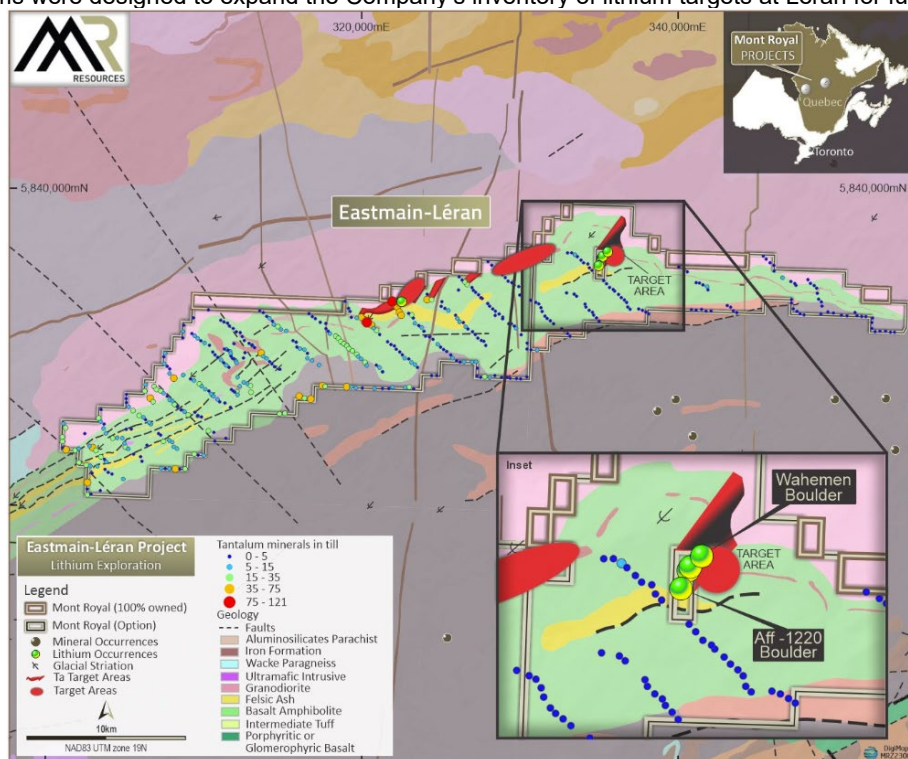 ns were designed to expand the Company's inventory of lithium targets at Léran for fu
320,000mE
340,000mE
MR
RESOURCES
Mont Royal
PROJECTS
Quebec
Toronto
5,840,000mN
5,840,000mN
Eastmain-Léran
TARGET
AREA
Inset
Wahemen
Boulder
TARGET
AREA
Aff -1220
Boulder
Eastmain-Léran Project
Lithium Exploration
Legend
Mont Royal (100% owned)
Mont Royal (Option)
Mineral Occurrences
Lithium Occurrences
Glacial Striation
Ta Target Areas
Target Areas
10km
NAD83 UTM zone 19N
Tantalum minerals in till
0 - 5
5 - 15
15 - 35
35 - 75
75 - 121
Geology
Faults
Aluminosilicates Parachist
Iron Formation
Wacke Paragneiss
Ultramafic Intrusive
Granodiorite
Felsic Ash
Basalt Amphibolite
Intermediate Tuff
Porphyritic or
Glomerophyric Basalt
DigiMap